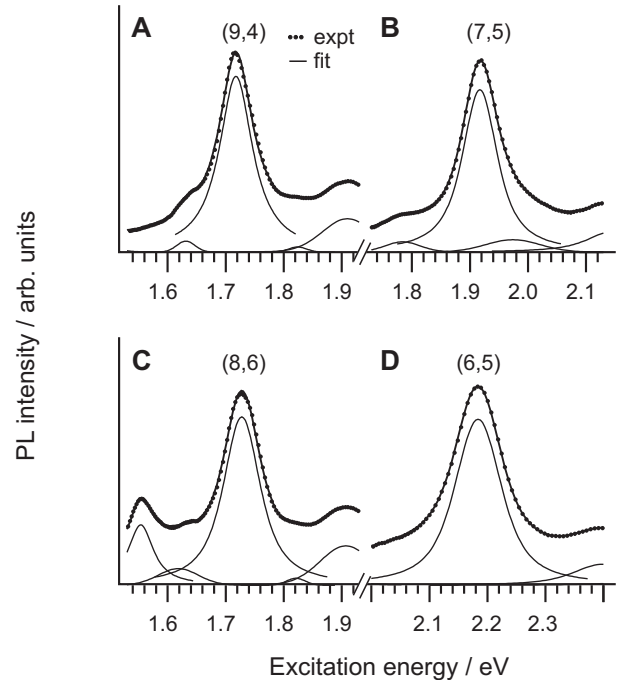 A (9,4) expt B (7,5)
fit
1.6 1.7 1.8 1.9 1.8 1.9 2.0 2.1
PL intensity / arb. units
C (8,6) D (6,5)
1.6 1.7 1.8 1.9 2.1 2.2 2.3
Excitation energy / eV